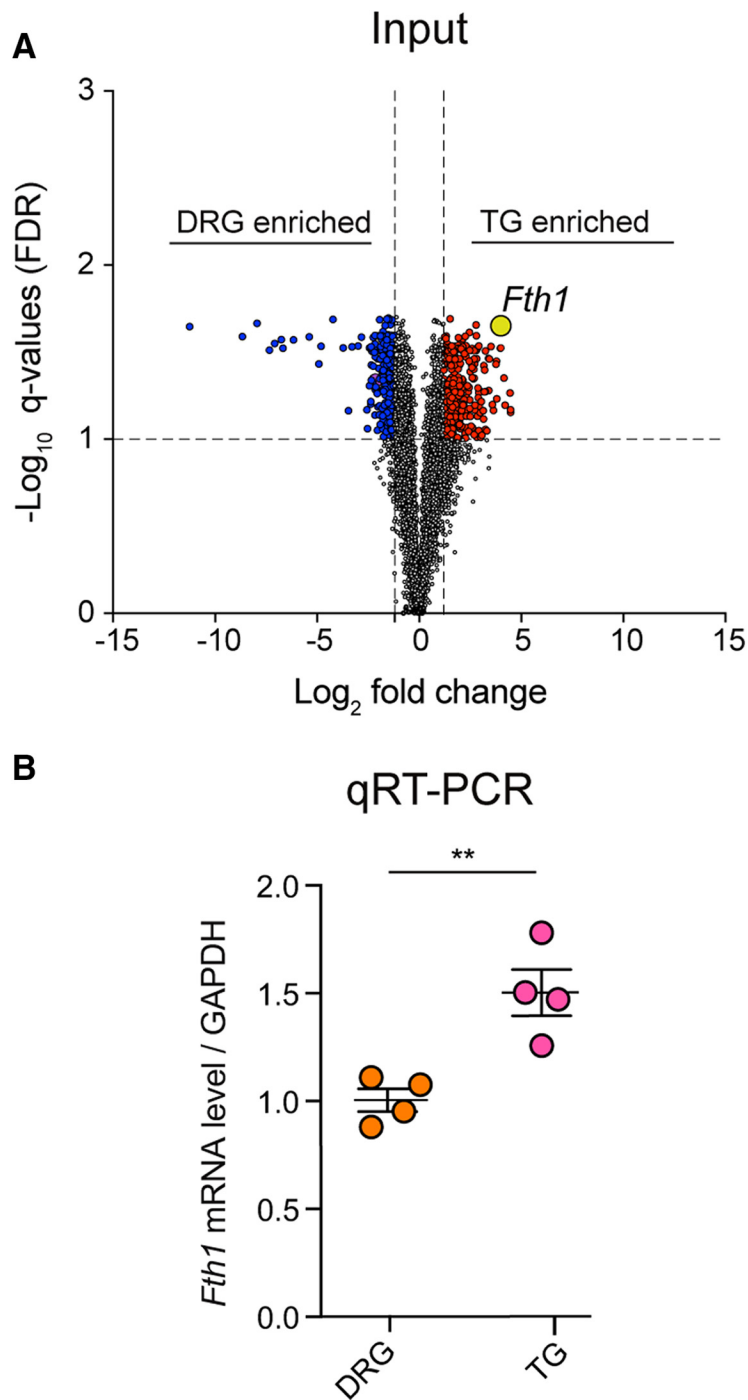 A
Input
3
DRG enriched
TG enriched
2
Fth1
-Log10 q-values (FDR)
1
0
-15 -10 -5 0 5 10 15
Log2 fold change
B
qRT-PCR
**
2.0
1.5
Fth1 mRNA level / GAPDH
1.0
0.5
0.0
DRG
TG